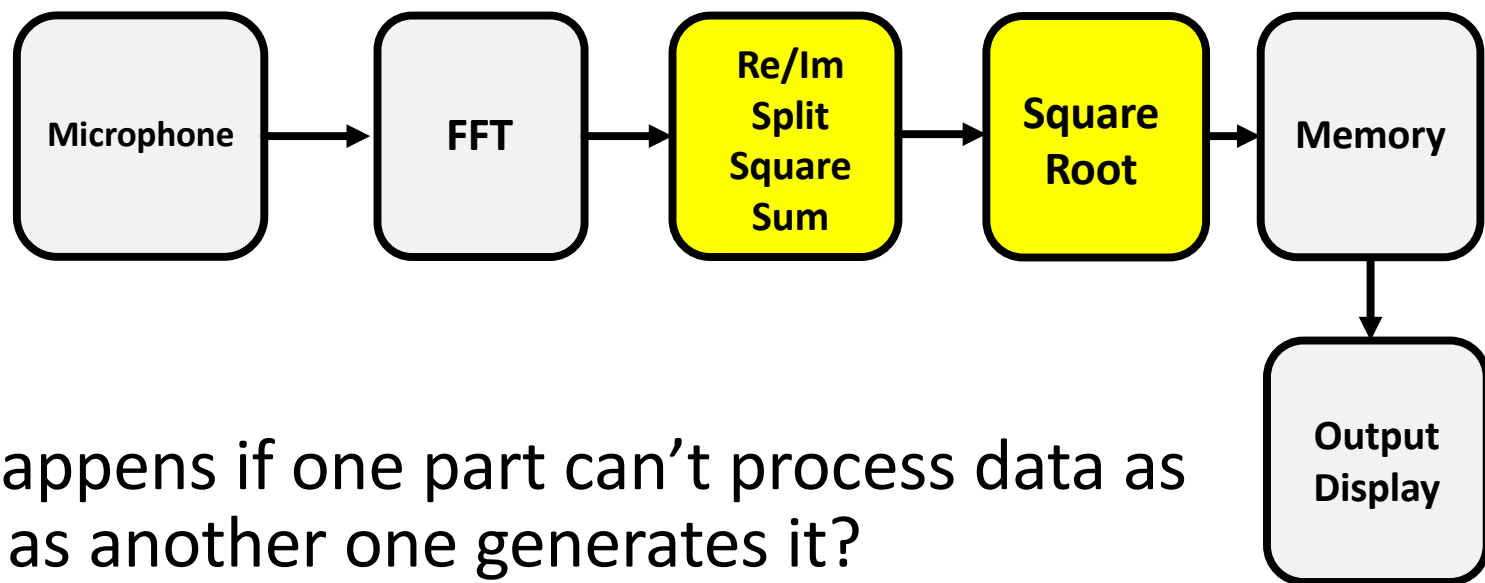 Microphone
FFT
Re/Im
Split
Square
Sum
Square
Root
Memory
Output
Display
if one part can't process data as
as another one generates it?